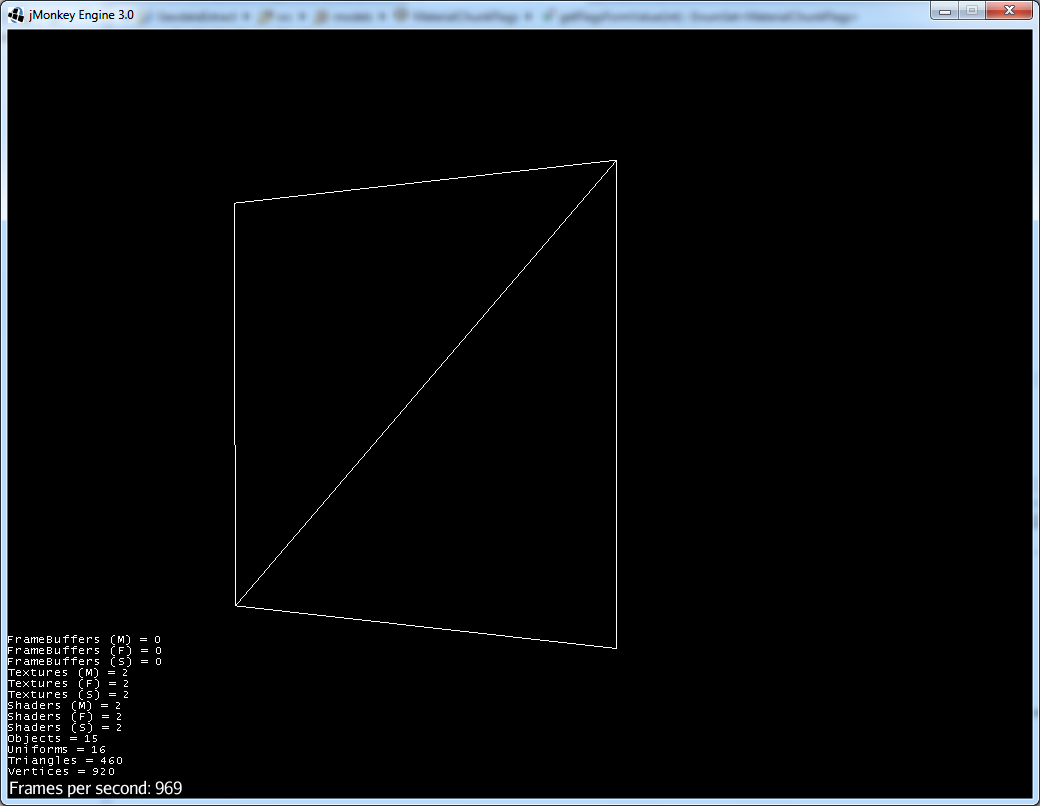 jMonkey Engine 3.0
FrameBuffers (M) = 0
FrameBuffers (F) = 0
FrameBuffers (S) = 0
Textures (M) = 2
Textures (F) = 2
Textures (S) = 2
Shaders (M) = 2
Shaders (F) = 2
Shaders (S) = 2
Objects = 15
Uniforms = 16
Triangles = 460
Vertices = 920
Frames per second: 969